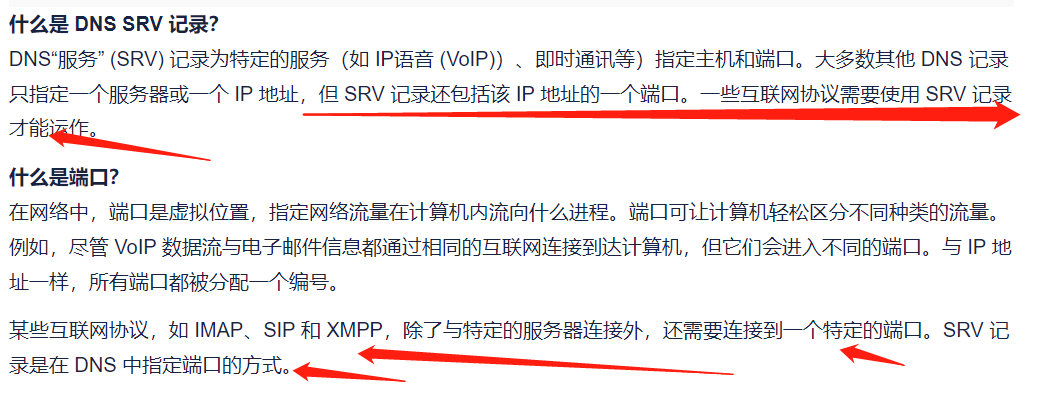 什么是 DNS SRV 记录？
DNS“服务” (SRV) 记录为特定的服务（如 IP语音 (VoIP)）、即时通讯等）指定主机和端口。大多数其他 DNS 记录
只指定一个服务器或一个 IP 地址，但 SRV 记录还包括该 IP 地址的一个端口。一些互联网协议需要使用 SRV 记录
才能运作。
什么是端口？
在网络中，端口是虚拟位置，指定网络流量在计算机内流向什么进程。端口可让计算机轻松区分不同种类的流量。
例如，尽管 VoIP 数据流与电子邮件信息都通过相同的互联网连接到达计算机，但它们会进入不同的端口。与 IP 地
址一样，所有端口都被分配一个编号。
某些互联网协议，如 IMAP、SIP 和 XMPP，除了与特定的服务器连接外，还需要连接到一个特定的端口。SRV 记
录是在 DNS 中指定端口的方式。